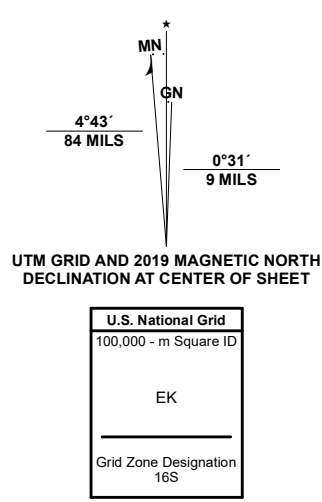 ★
MN
GN
4°43´
84 MILS
0°31´
9 MILS
UTM GRID AND 2019 MAGNETIC NORTH
DECLINATION AT CENTER OF SHEET
U.S. National Grid
100,000 - m Square ID
EK
Grid Zone Designation
16S